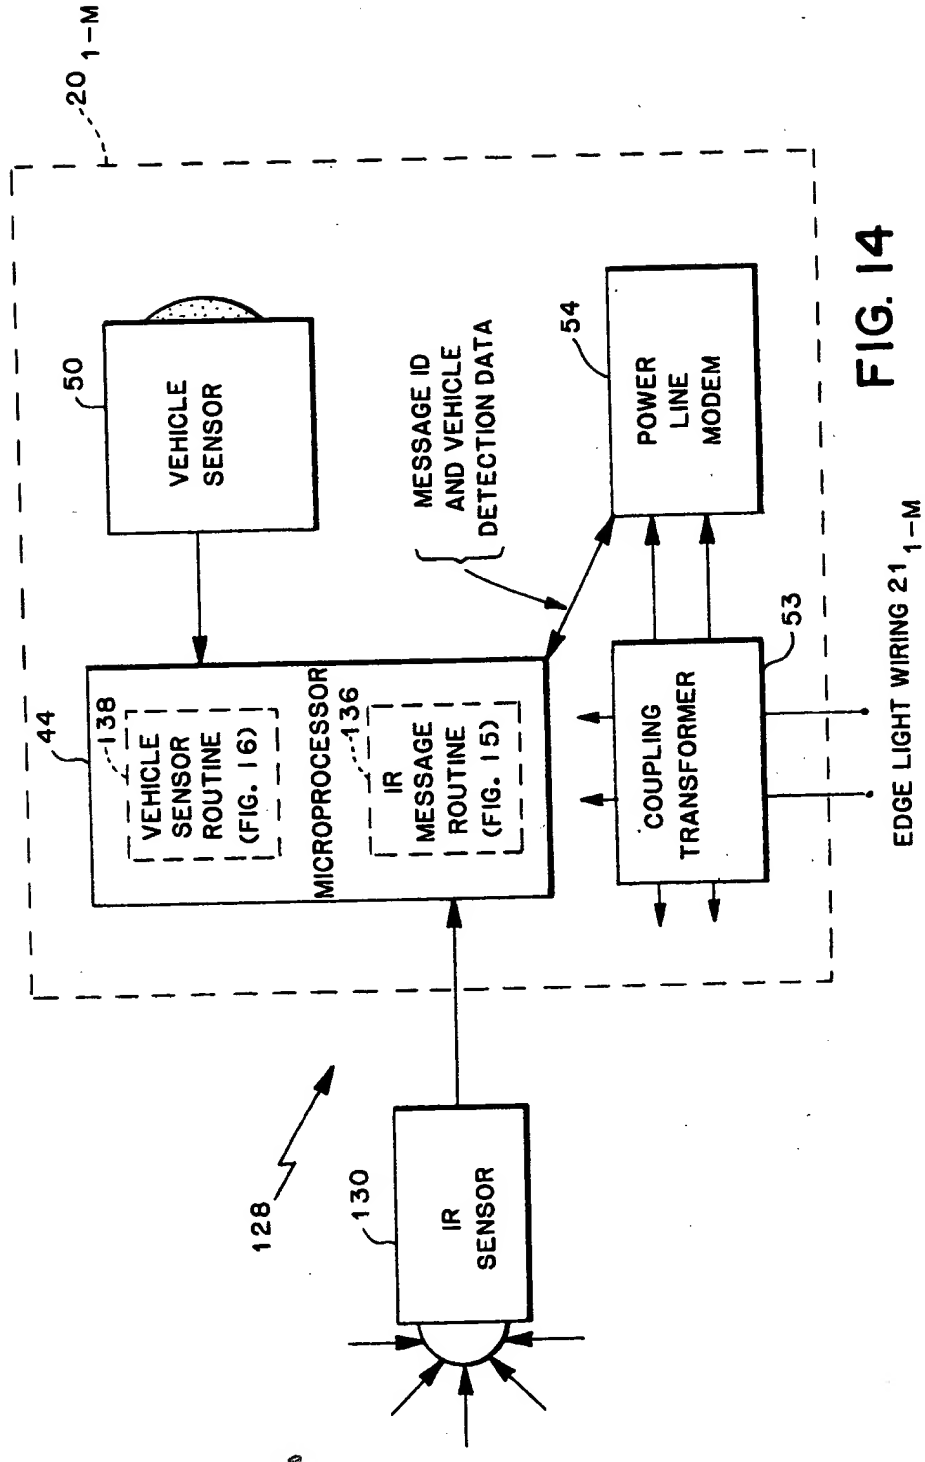 20 1-M
50
VEHICLE
SENSOR
44
138
VEHICLE
SENSOR
ROUTINE
(FIG. 16)
MICROPROCESSOR
136
IR
MESSAGE
ROUTINE
(FIG. 15)
MESSAGE ID
AND VEHICLE
DETECTION DATA
54
POWER
LINE
MODEM
53
COUPLING
TRANSFORMER
128
130
IR
SENSOR
EDGE LIGHT WIRING 21 1-M
FIG. 14